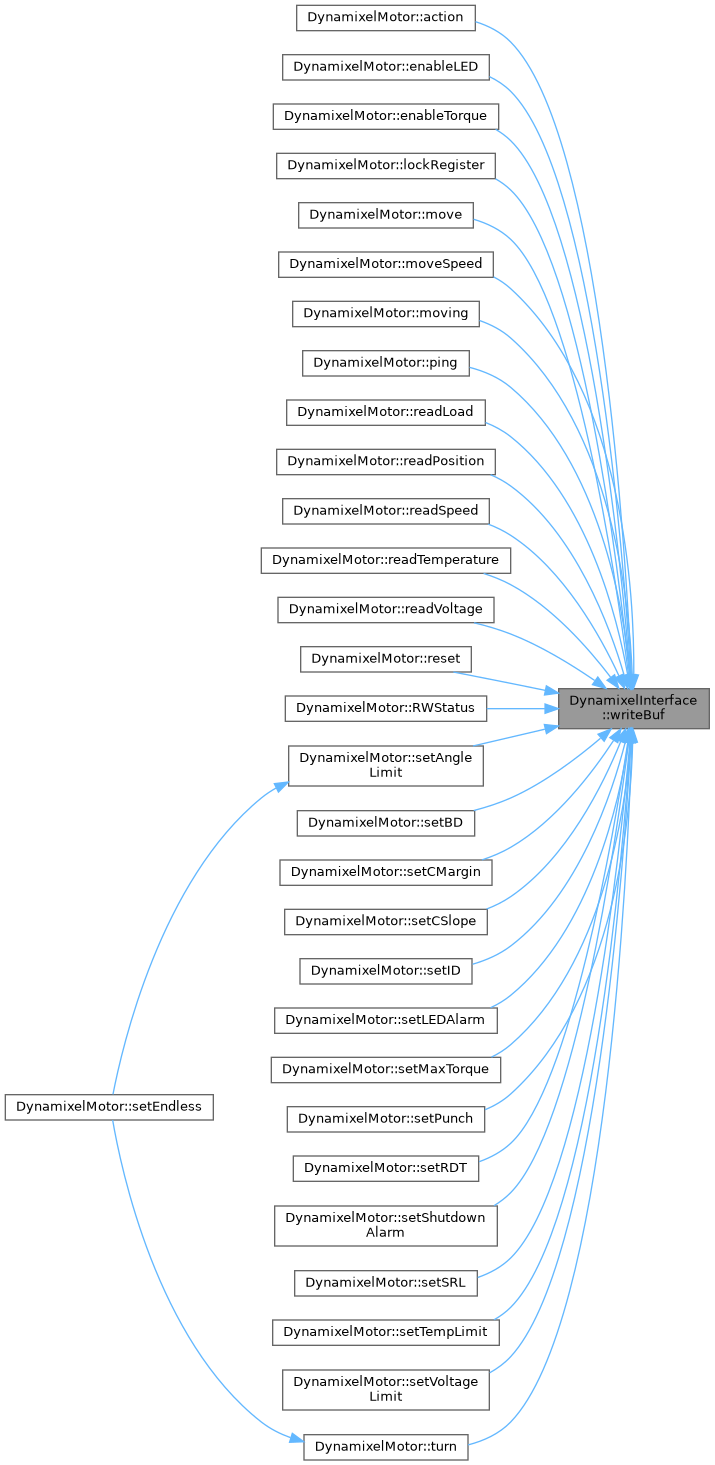 DynamixelMotor::action
DynamixelMotor::enableLED
DynamixelMotor::enableTorque
DynamixelMotor::lockRegister
DynamixelMotor::move
DynamixelMotor::moveSpeed
DynamixelMotor::moving
DynamixelMotor::ping
DynamixelMotor::readLoad
DynamixelMotor::readPosition
DynamixelMotor::readSpeed
DynamixelMotor::readTemperature
DynamixelMotor::readVoltage
DynamixelMotor::reset
DynamixelInterface
::writeBuf
DynamixelMotor::RWStatus
DynamixelMotor::setAngle
Limit
DynamixelMotor::setBD
DynamixelMotor::setCMargin
DynamixelMotor::setCSlope
DynamixelMotor::setID
DynamixelMotor::setLEDAlarm
DynamixelMotor::setMaxTorque
DynamixelMotor::setEndless
DynamixelMotor::setPunch
DynamixelMotor::setRDT
DynamixelMotor::setShutdown
Alarm
DynamixelMotor::setSRL
DynamixelMotor::setTempLimit
DynamixelMotor::setVoltage
Limit
DynamixelMotor::turn